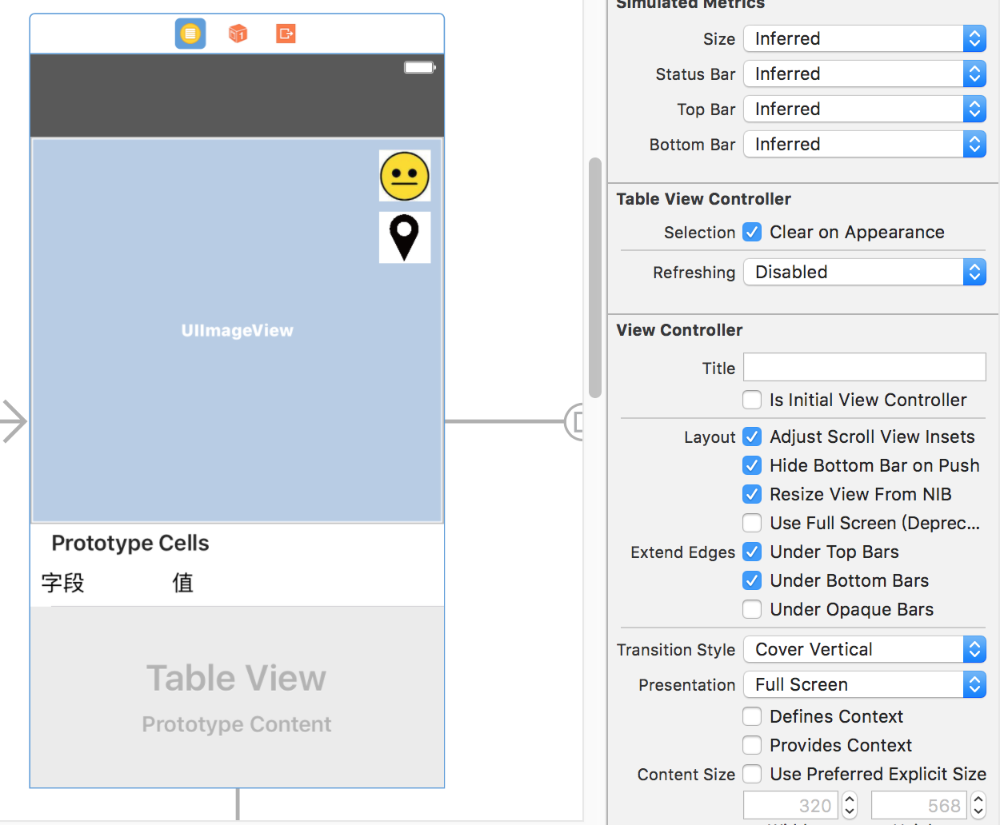 UIImageView
Prototype Cells
字段 值
Table View
Prototype Content
Simulated Metrics
Size Inferred
Status Bar Inferred
Top Bar Inferred
Bottom Bar Inferred
Table View Controller
Selection Clear on Appearance
Refreshing Disabled
View Controller
Title
Is Initial View Controller
Layout Adjust Scroll View Insets
Hide Bottom Bar on Push
Resize View From NIB
Use Full Screen (Deprec...
Extend Edges Under Top Bars
Under Bottom Bars
Under Opaque Bars
Transition Style Cover Vertical
Presentation Full Screen
Defines Context
Provides Context
Content Size Use Preferred Explicit Size
320 568